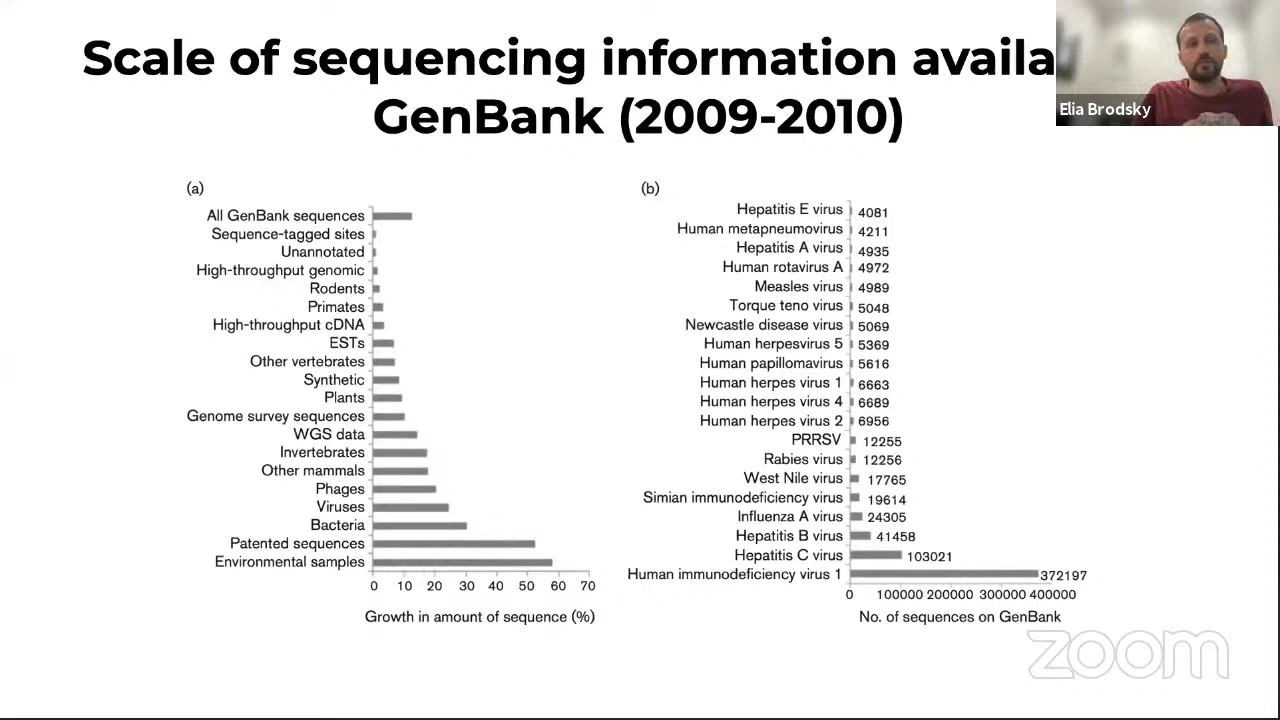 Scale of sequencing information availa
GenBank (2009-2010)
Elia Brodsky
(a)
All GenBank sequences
Sequence-tagged sites
Unannotated
High-throughput genomic
Rodents
Primates
High-throughput cDNA
ESTs
Other vertebrates
Synthetic
Plants
Genome survey sequences
WGS data
Invertebrates
Other mammals
Phages
Viruses
Bacteria
Patented sequences
Environmental samples
0 10 20 30 40 50 60 70
Growth in amount of sequence (%)
(b)
Hepatitis E virus 4081
Human metapneumovirus 4211
Hepatitis A virus 4935
Human rotavirus A 4972
Measles virus 4989
Torque teno virus 5048
Newcastle disease virus 5069
Human herpesvirus 5 5369
Human papillomavirus 5616
Human herpes virus 1 6663
Human herpes virus 4 6689
Human herpes virus 2 6956
PRRSV 12255
Rabies virus 12256
West Nile virus 17765
Simian immunodeficiency virus 19614
Influenza A virus 24305
Hepatitis B virus 41458
Hepatitis C virus 103021
Human immunodeficiency virus 1 372197
0 100000 200000 300000 400000
No. of sequences on GenBank
zoom